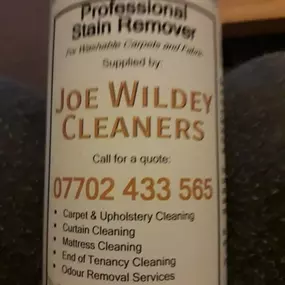 Professional
Stain Remover
For Washable Carpets and Fabric
Supplied by:
JOE WILDEY
CLEANERS
Call for a quote:
07702 433 565
• Carpet & Upholstery Cleaning
• Curtain Cleaning
• Mattress Cleaning
• End of Tenancy Cleaning
• Odour Removal Services